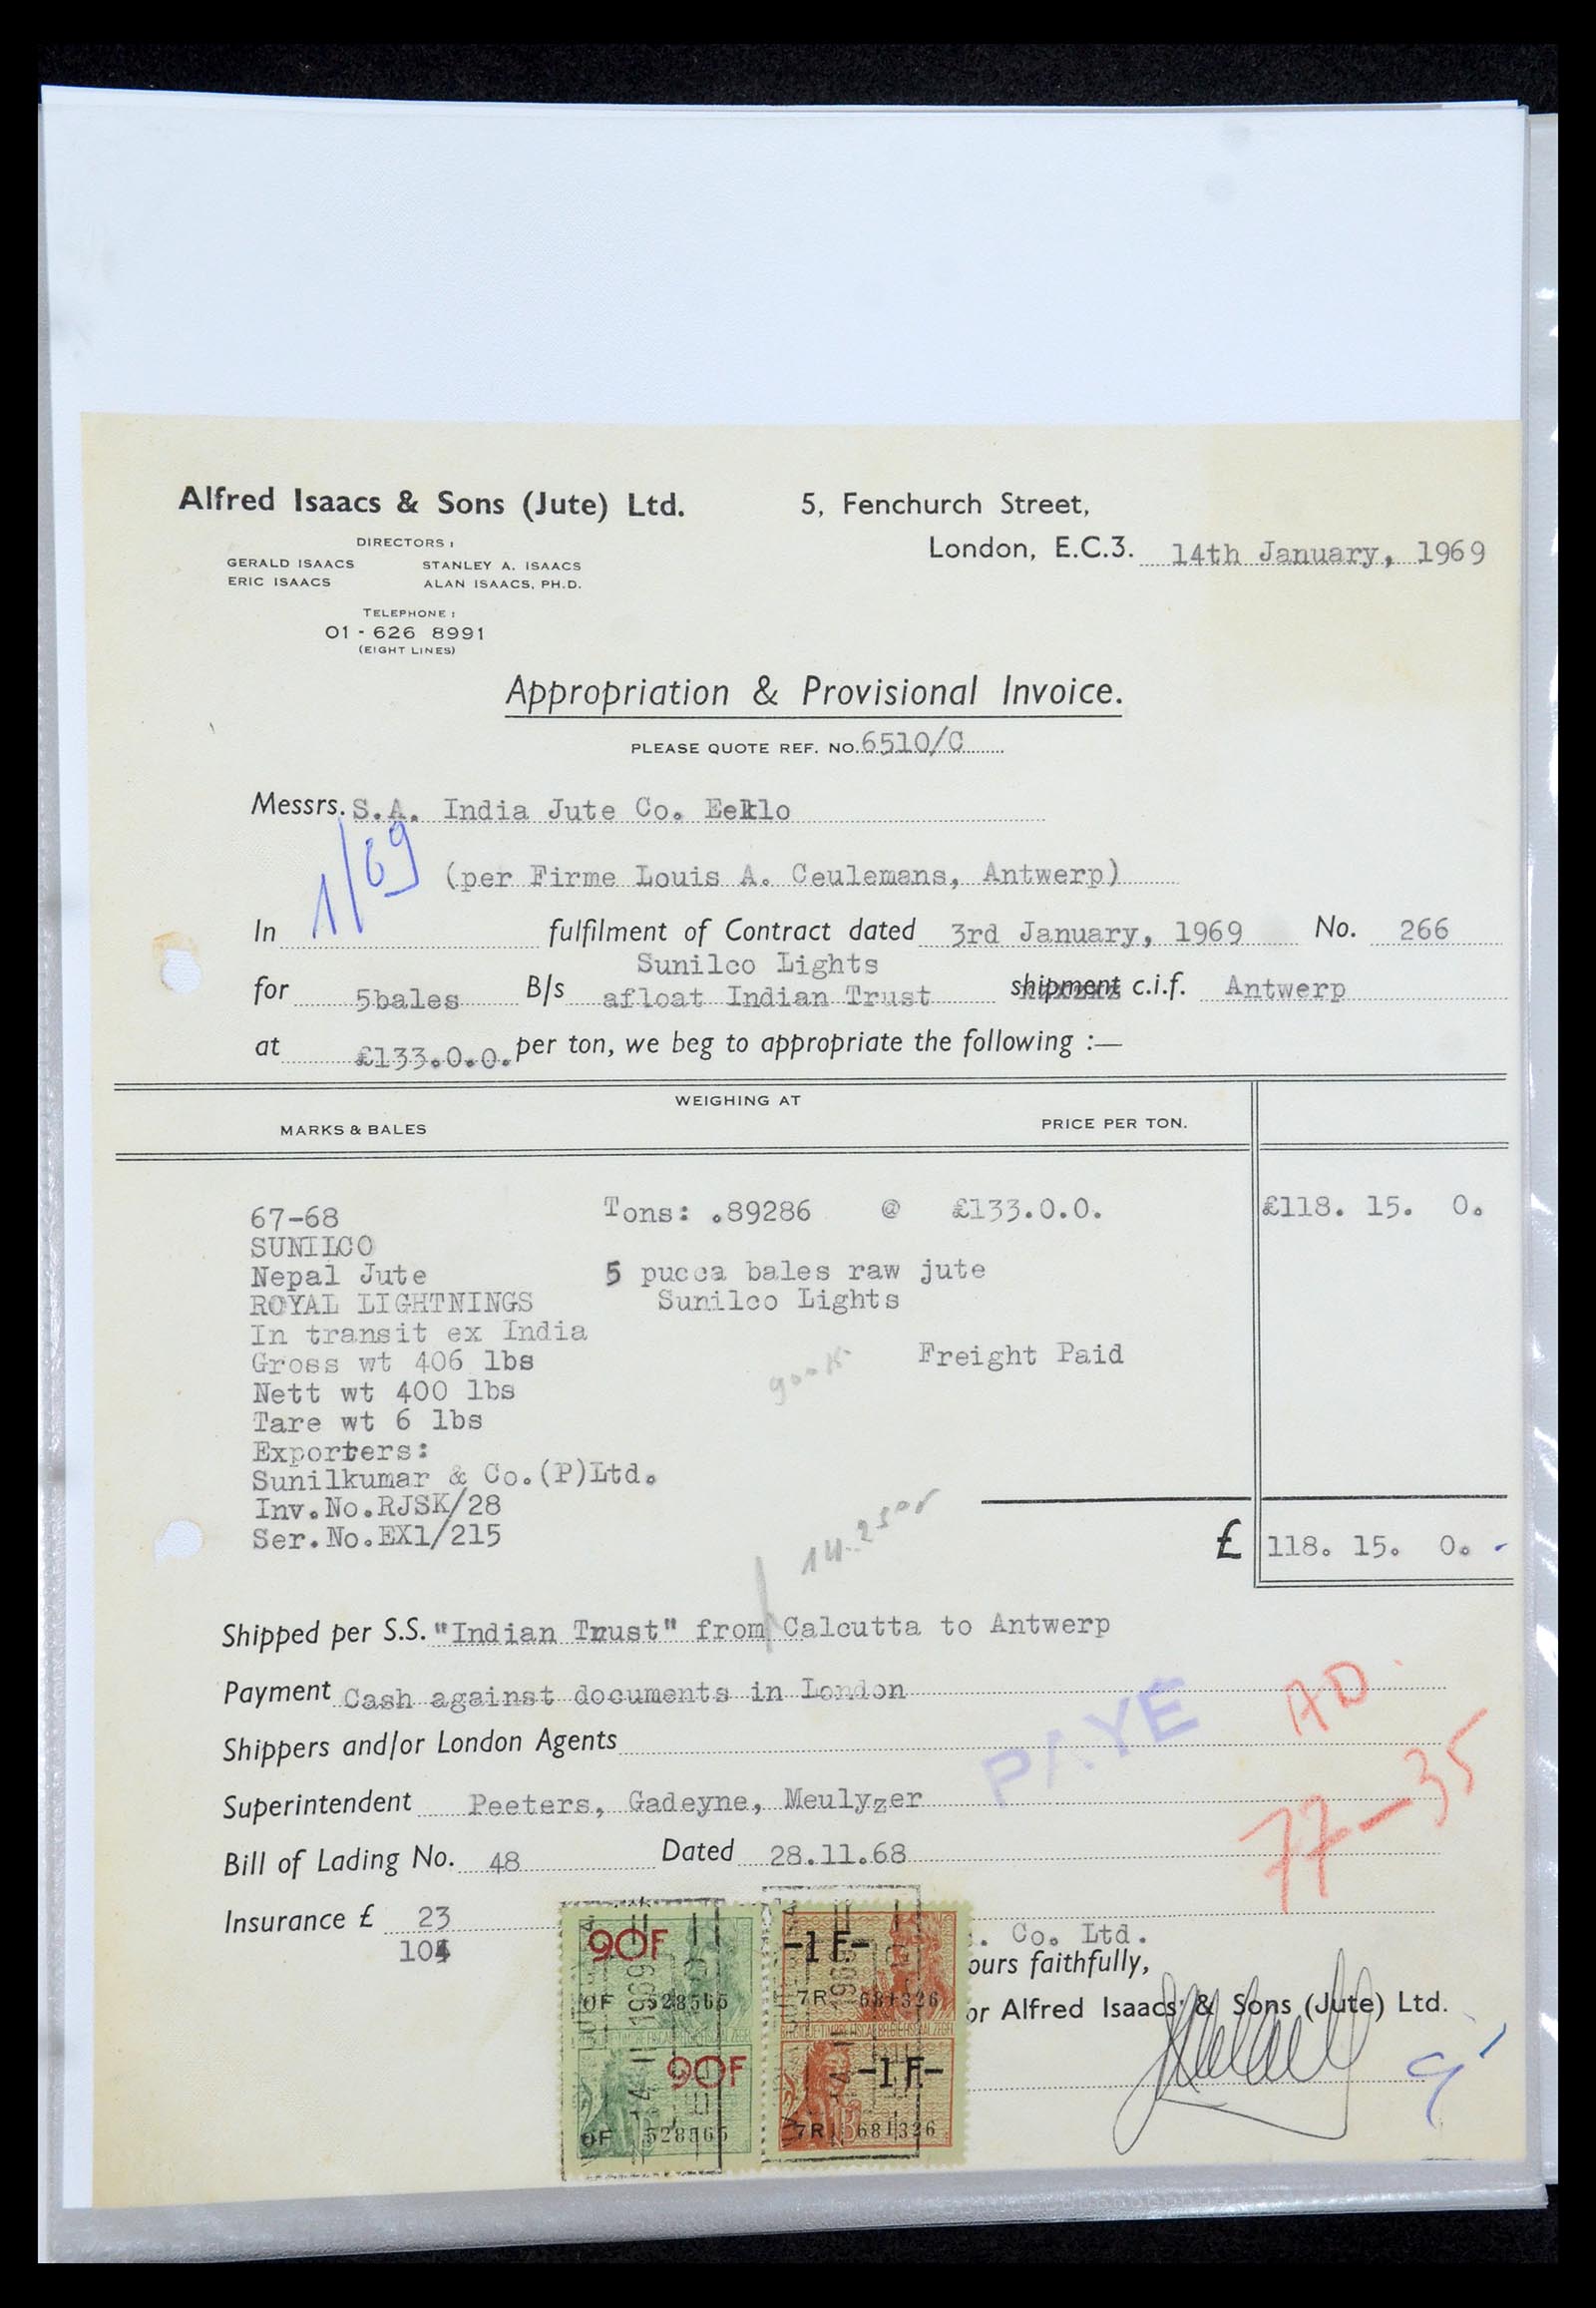 Alfred Isaacs & Sons (Jute) Ltd.
5, Fenchurch Street,
London, E.C.3. 14th January, 1969
DIRECTORS:
GERALD ISAACS STANLEY A. ISAACS
ERIC ISAACS ALAN ISAACS, PH.D.
TELEPHONE:
01 - 626 8991
(EIGHT LINES)
Appropriation & Provisional Invoice.
PLEASE QUOTE REF. NO. 6510/C
Messrs. S.A. India Jute Co. Eeklo
1/69
(per Firme Louis A. Ceulemans, Antwerp)
In fulfilment of Contract dated 3rd January, 1969 No. 266
Sunilco Lights
for 5bales B/s afloat Indian Trust shipment c.i.f. Antwerp
at £133.0.0. per ton, we beg to appropriate the following :—
WEIGHING AT
MARKS & BALES PRICE PER TON.
67-68 Tons: .89286 @ £133.0.0. £118. 15. 0.
SUNILCO
Nepal Jute 5 pucca bales raw jute
ROYAL LIGHTNINGS Sunilco Lights
In transit ex India
Gross wt 406 lbs Freight Paid
Nett wt 400 lbs
Tare wt 6 lbs
Exporters:
Sunilkumar & Co.(P)Ltd.
Inv.No.RJSK/28
Ser.No.EX1/215
£ 118. 15. 0.
Shipped per S.S. "Indian Trust" from Calcutta to Antwerp
Payment Cash against documents in London
PAYE
AD
Shippers and/or London Agents
77-35
Superintendent Peeters, Gadeyne, Meulyzer
Bill of Lading No. 48 Dated 28.11.68
Insurance £ 23
Co. Ltd.
ours faithfully,
or Alfred Isaacs & Sons (Jute) Ltd.
90F -1F-
OF 528565 7R 681326
90F -1F-
OF 528565 7R 681326